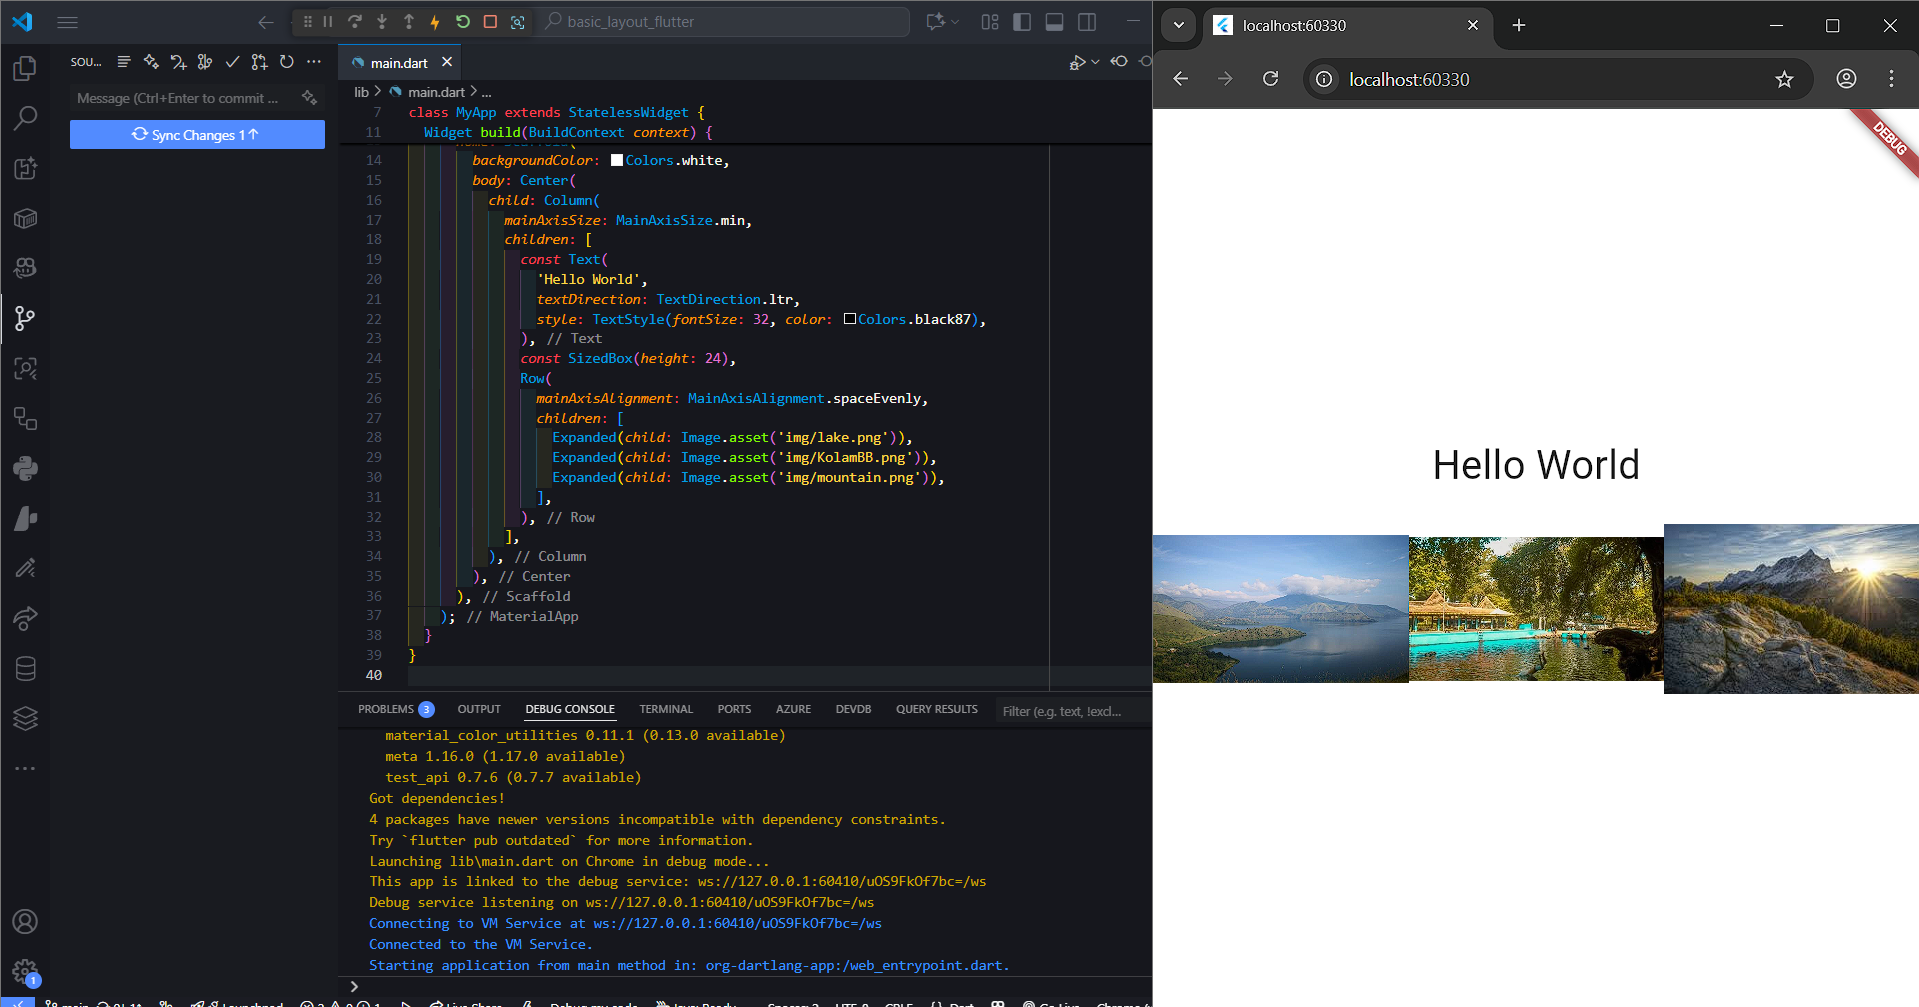 basic_layout_flutter
SOU...
Message (Ctrl+Enter to commit ...
Sync Changes 1↑
main.dart
lib > main.dart > ...
7 class MyApp extends StatelessWidget {
11 Widget build(BuildContext context) {
14 backgroundColor: Colors.white,
15 body: Center(
16 child: Column(
17 mainAxisSize: MainAxisSize.min,
18 children: [
19 const Text(
20 'Hello World',
21 textDirection: TextDirection.ltr,
22 style: TextStyle(fontSize: 32, color: Colors.black87),
23 ), // Text
24 const SizedBox(height: 24),
25 Row(
26 mainAxisAlignment: MainAxisAlignment.spaceEvenly,
27 children: [
28 Expanded(child: Image.asset('img/lake.png')),
29 Expanded(child: Image.asset('img/KolamBB.png')),
30 Expanded(child: Image.asset('img/mountain.png')),
31 ],
32 ), // Row
33 ],
34 ), // Column
35 ), // Center
36 ), // Scaffold
37 ); // MaterialApp
38 }
39 }
40
PROBLEMS 3 OUTPUT DEBUG CONSOLE TERMINAL PORTS AZURE DEVDB QUERY RESULTS Filter (e.g. text, !excl...
material_color_utilities 0.11.1 (0.13.0 available)
meta 1.16.0 (1.17.0 available)
test_api 0.7.6 (0.7.7 available)
Got dependencies!
4 packages have newer versions incompatible with dependency constraints.
Try `flutter pub outdated` for more information.
Launching lib\main.dart on Chrome in debug mode...
This app is linked to the debug service: ws://127.0.0.1:60410/uOS9FkOf7bc=/ws
Debug service listening on ws://127.0.0.1:60410/uOS9FkOf7bc=/ws
Connecting to VM Service at ws://127.0.0.1:60410/uOS9FkOf7bc=/ws
Connected to the VM Service.
Starting application from main method in: org-dartlang-app:/web_entrypoint.dart.
1
localhost:60330
localhost:60330
DEBUG
Hello World